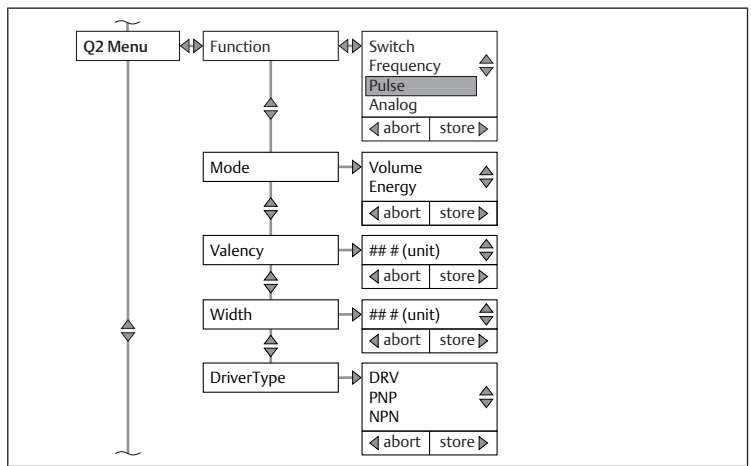 Q2 Menu
Function
Switch
Frequency
Pulse
Analog
abort store
Mode
Volume
Energy
abort store
Valency
## # (unit)
abort store
Width
## # (unit)
abort store
DriverType
DRV
PNP
NPN
abort store